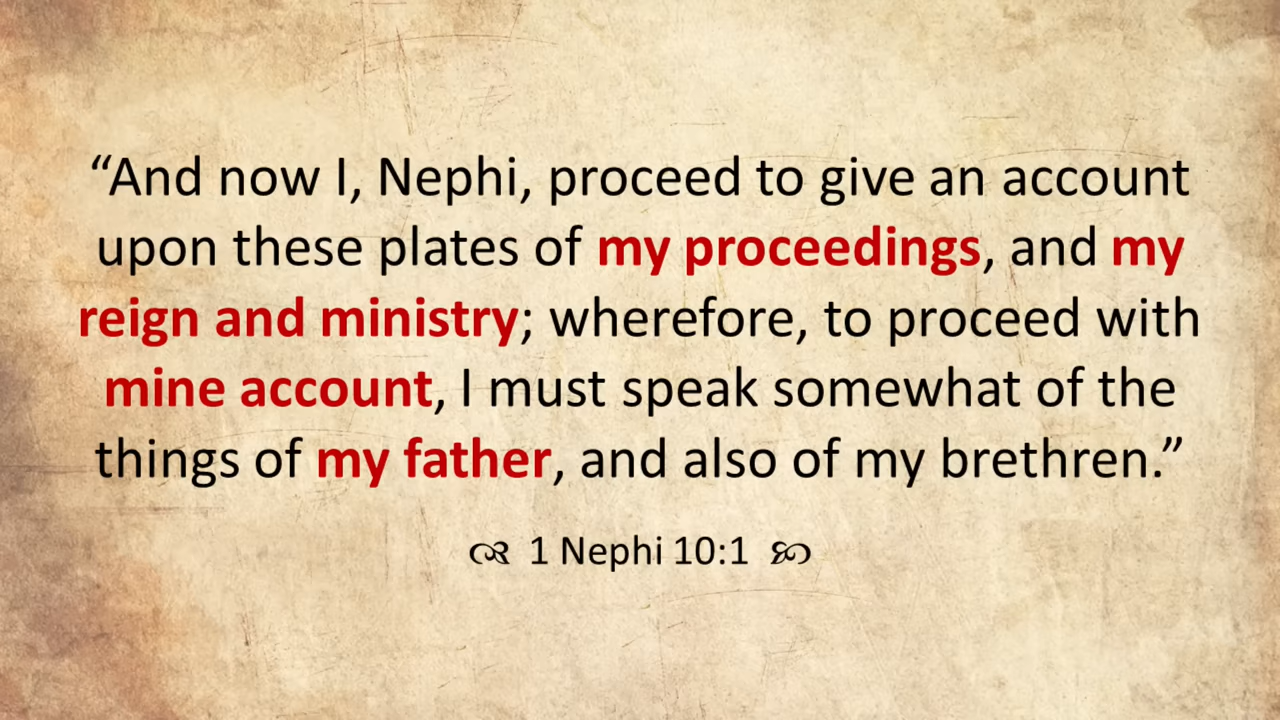 “And now I, Nephi, proceed to give an account
upon these plates of my proceedings, and my
reign and ministry; wherefore, to proceed with
mine account, I must speak somewhat of the
things of my father, and also of my brethren.”
1 Nephi 10:1